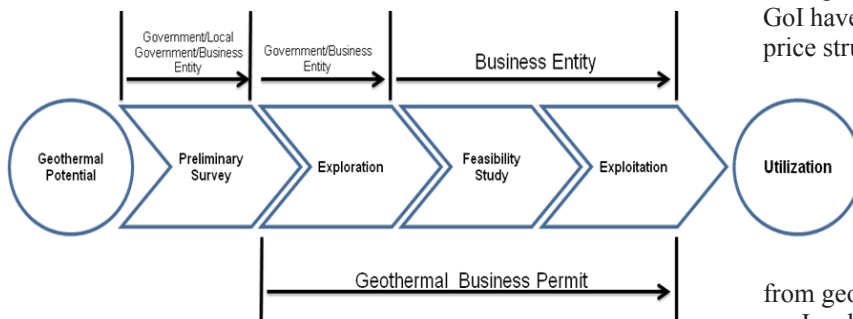 GoI have
price stru
Government/Local
Government/Business
Entity
Government/Business
Entity
Business Entity
Geothermal
Potential
Preliminary
Survey
Exploration
Feasibility
Study
Exploitation
Utilization
Geothermal Business Permit
from geo